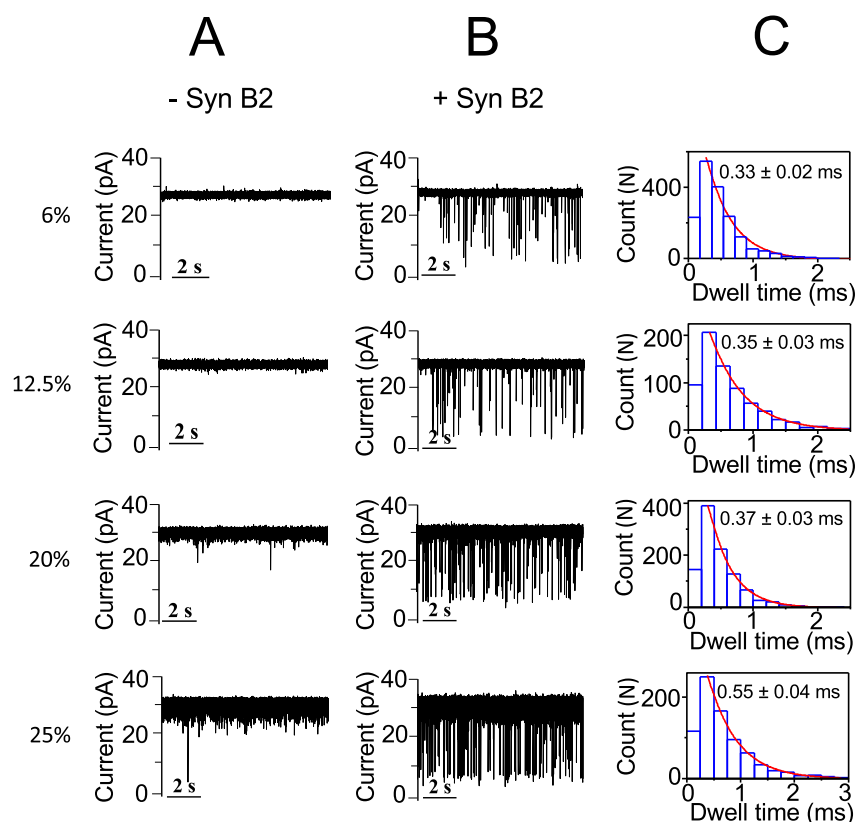 A
B
C
- Syn B2
+ Syn B2
6%
Current (pA)
40
20
0
2 s
Current (pA)
40
20
0
2 s
Count (N)
400
0
0.33 ± 0.02 ms
0
1
2
Dwell time (ms)
12.5%
Current (pA)
40
20
0
2 s
Current (pA)
40
20
0
2 s
Count (N)
200
100
0
0.35 ± 0.03 ms
0
1
2
Dwell time (ms)
20%
Current (pA)
40
20
0
2 s
Current (pA)
40
20
0
2 s
Count (N)
400
200
0
0.37 ± 0.03 ms
0
1
2
Dwell time (ms)
25%
Current (pA)
40
30
20
0
2 s
Current (pA)
40
30
20
0
2 s
Count (N)
200
0
0.55 ± 0.04 ms
0
1
2
3
Dwell time (ms)